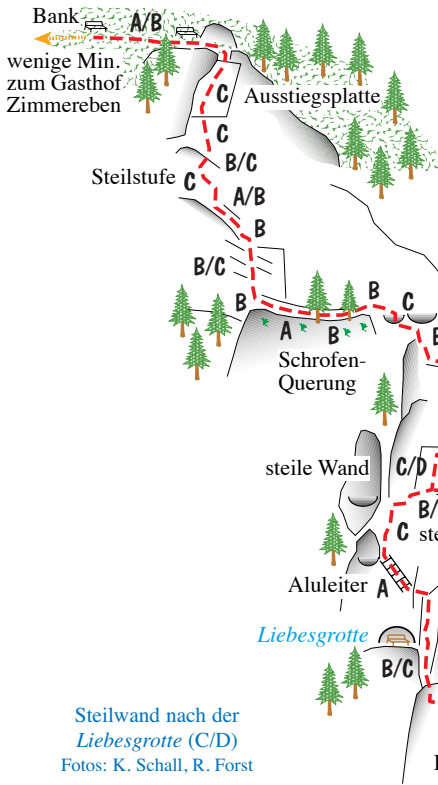 Bank
A/B
wenige Min.
zum Gasthof
Zimmereben
C
Ausstiegsplatte
C
B/C
Steilstufe
C
A/B
B
B/C
B
B
C
A
B
B
Schrofen-
Querung
steile Wand
C/D
B/
C
ste
Aluleiter
A
Liebesgrotte
B/C
Steilwand nach der
Liebesgrotte (C/D)
Fotos: K. Schall, R. Forst